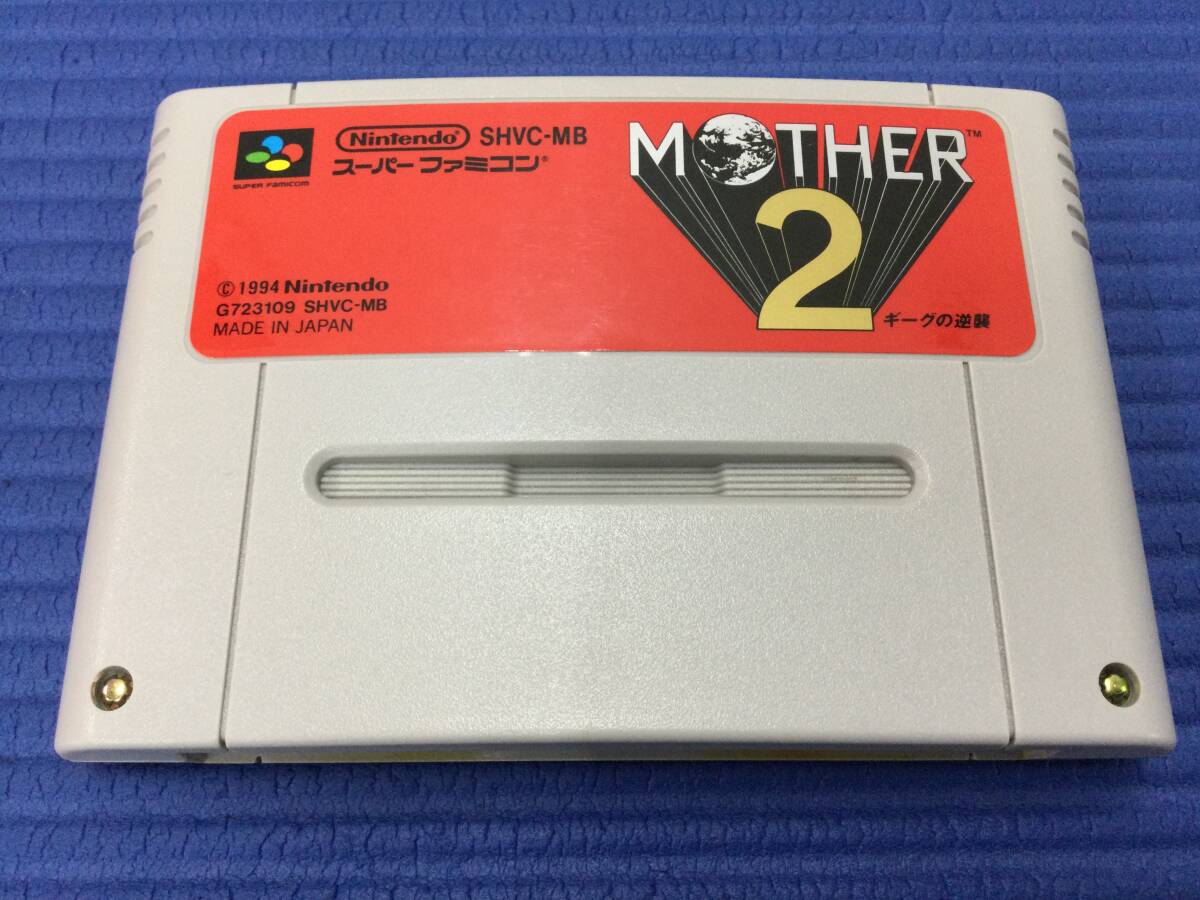 SUPER FAMICOM
Nintendo® SHVC-MB
スーパーファミコン®
MOTHER™
2
ギーグの逆襲
©1994 Nintendo
G723109 SHVC-MB
MADE IN JAPAN